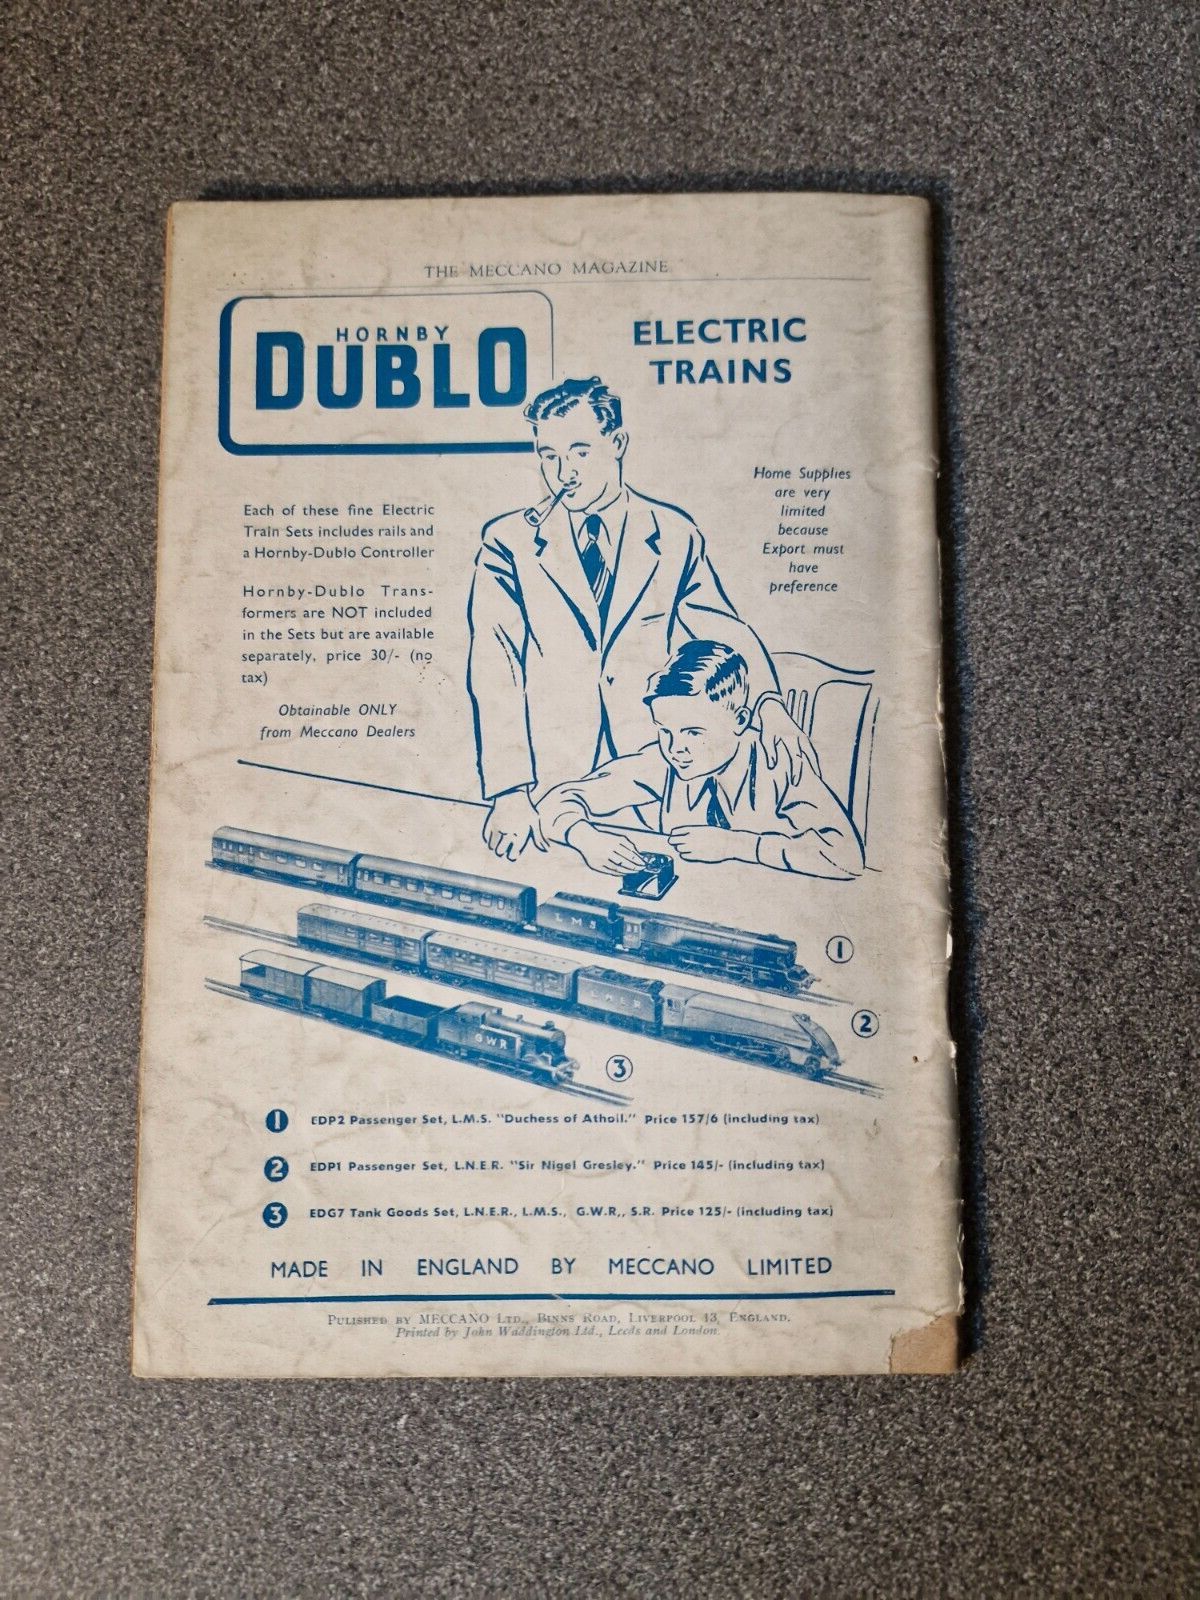 THE MECCANO MAGAZINE
HORNBY
DUBLO
ELECTRIC
TRAINS
Each of these fine Electric
Train Sets includes rails and
a Hornby-Dublo Controller
Hornby-Dublo Trans-
formers are NOT included
in the Sets but are available
separately, price 30/- (no
tax)
Obtainable ONLY
from Meccano Dealers
Home Supplies
are very
limited
because
Export must
have
preference
L M S
1
L N E R
2
G W R
3
1 EDP2 Passenger Set, L.M.S. "Duchess of Atholl." Price 157/6 (including tax)
2 EDP1 Passenger Set, L.N.E.R. "Sir Nigel Gresley." Price 145/- (including tax)
3 EDG7 Tank Goods Set, L.N.E.R., L.M.S., G.W.R., S.R. Price 125/- (including tax)
MADE IN ENGLAND BY MECCANO LIMITED
PULISHED BY MECCANO LTD., BINNS ROAD, LIVERPOOL 13, ENGLAND.
Printed by John Waddington Ltd., Leeds and London.